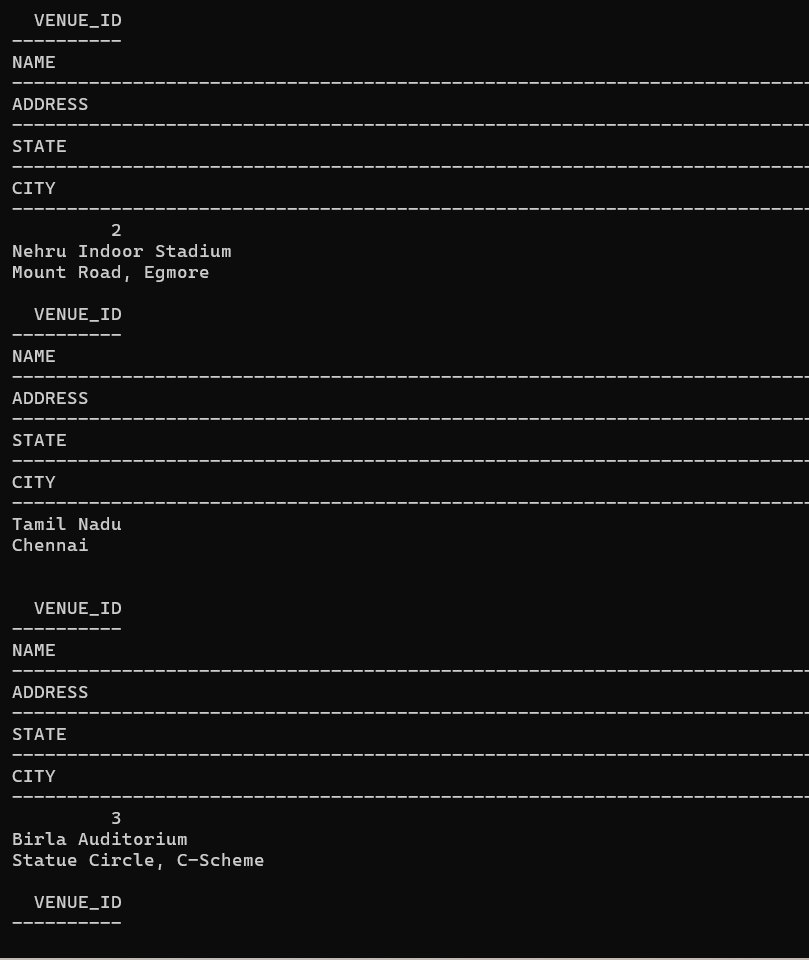 VENUE_ID
----------
NAME
--------------------------------------------------------------------------------
ADDRESS
--------------------------------------------------------------------------------
STATE
--------------------------------------------------------------------------------
CITY
--------------------------------------------------------------------------------
2
Nehru Indoor Stadium
Mount Road, Egmore
VENUE_ID
----------
NAME
--------------------------------------------------------------------------------
ADDRESS
--------------------------------------------------------------------------------
STATE
--------------------------------------------------------------------------------
CITY
--------------------------------------------------------------------------------
Tamil Nadu
Chennai
VENUE_ID
----------
NAME
--------------------------------------------------------------------------------
ADDRESS
--------------------------------------------------------------------------------
STATE
--------------------------------------------------------------------------------
CITY
--------------------------------------------------------------------------------
3
Birla Auditorium
Statue Circle, C-Scheme
VENUE_ID
----------